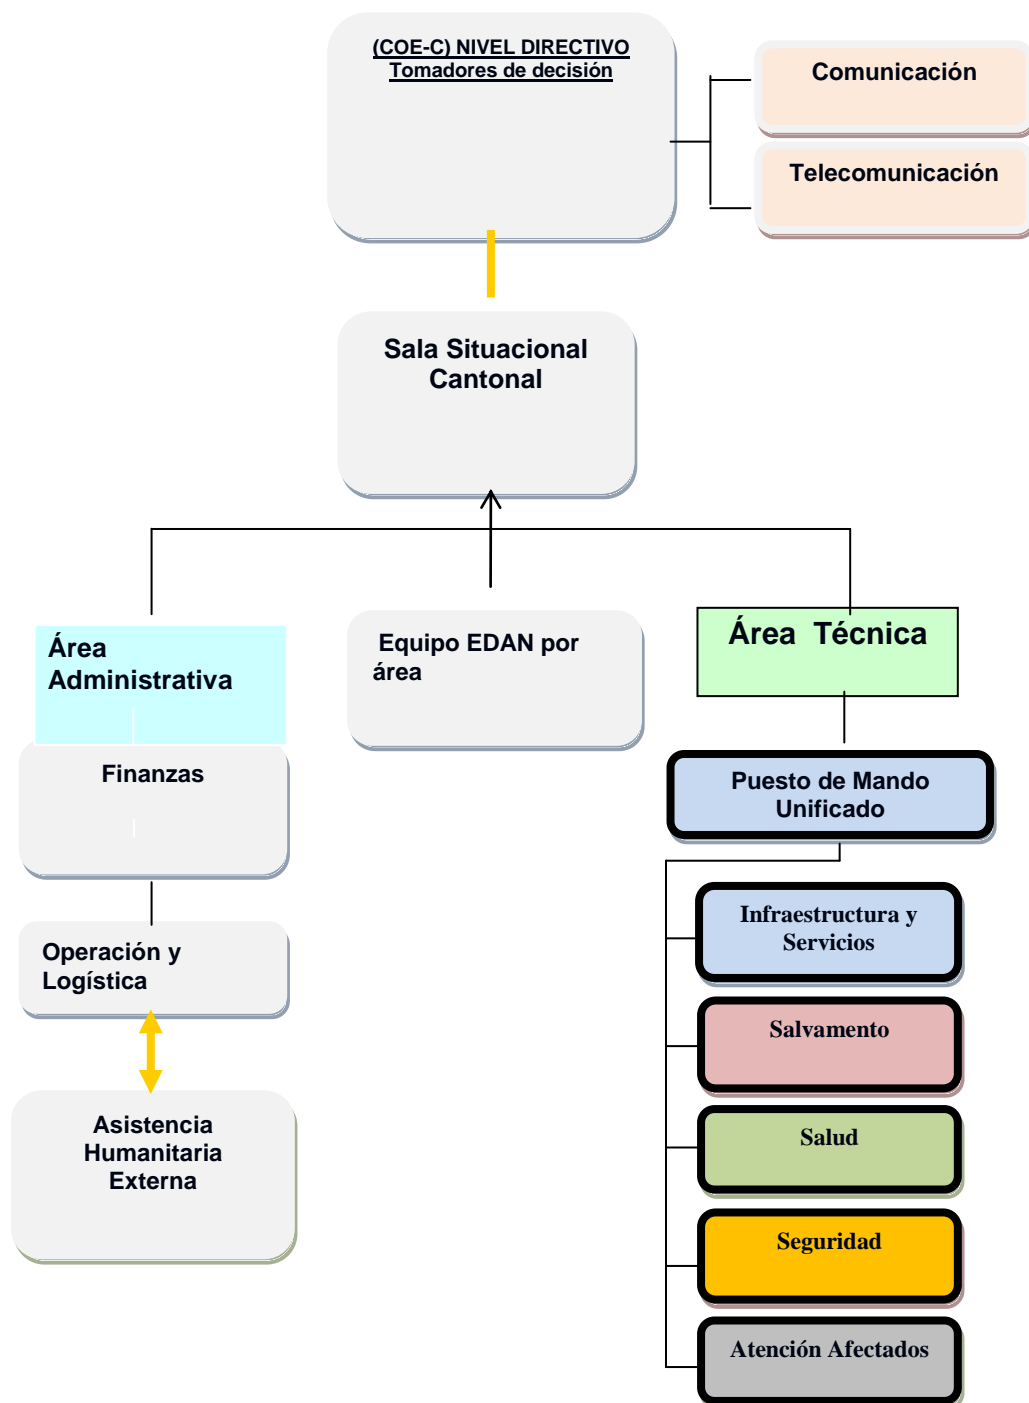 (COE-C) NIVEL DIRECTIVO
Tomadores de decisión
Comunicación
Telecomunicación
Sala Situacional
Cantonal
Área
Administrativa
Equipo EDAN por
área
Área Técnica
Finanzas
Puesto de Mando
Unificado
Operación y
Logística
Infraestructura y
Servicios
Salvamento
Asistencia
Humanitaria
Externa
Salud
Seguridad
Atención Afectados